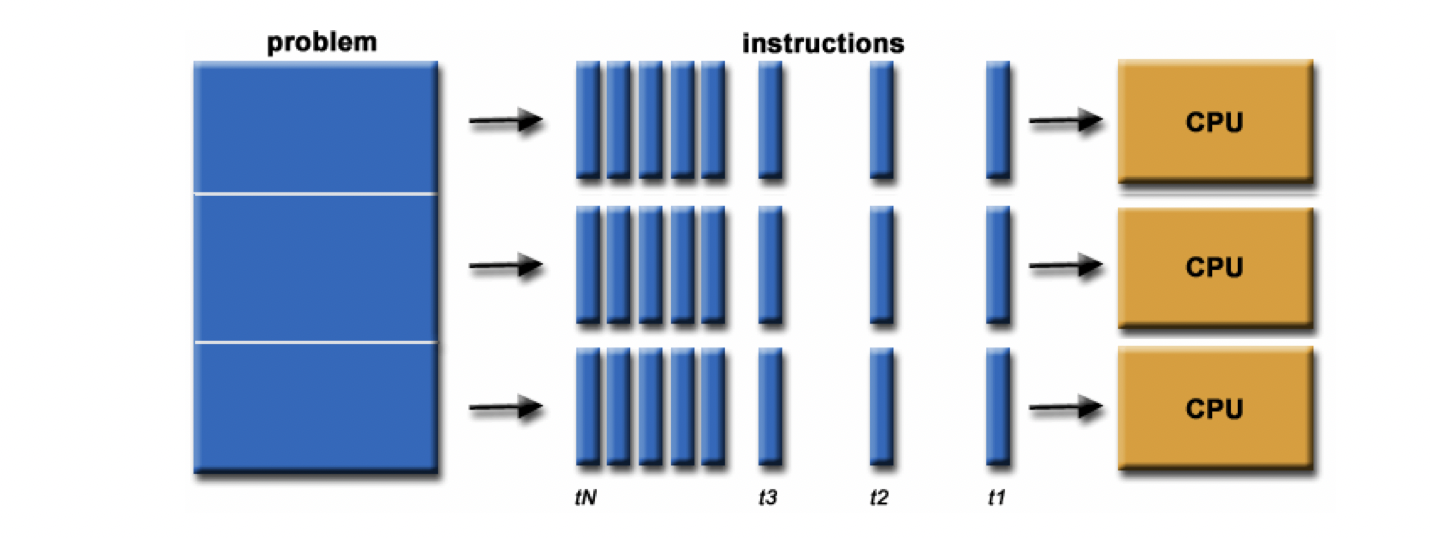 problem
instructions
CPU
CPU
CPU
tN t3 t2 t1